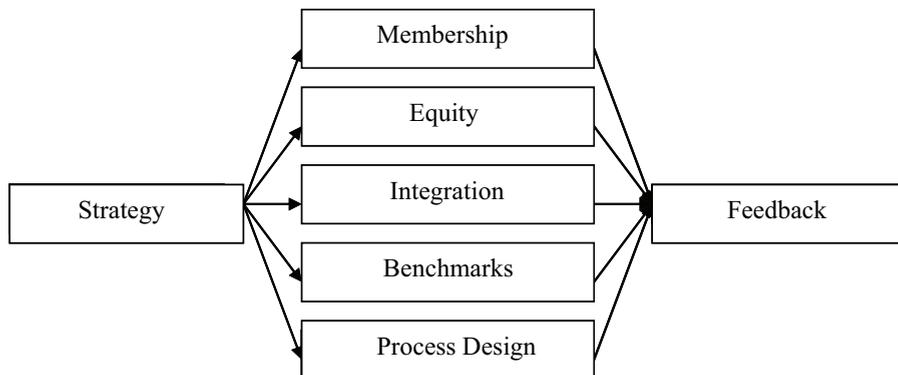 Membership
Equity
Integration
Strategy
Feedback
Benchmarks
Process Design